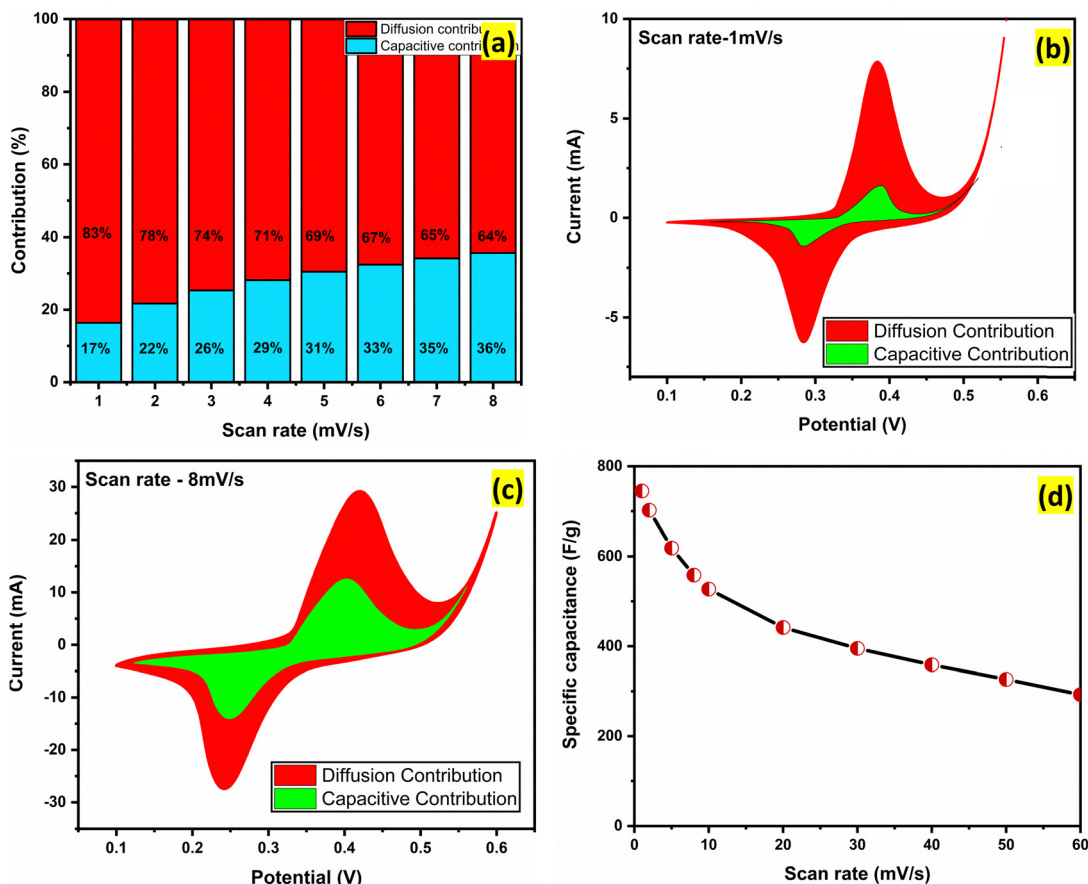 Diffusion contribution
Capacitive contribution
(a)
Contribution (%)
100
80
60
40
20
0
83% 78% 74% 71% 69% 67% 65% 64%
17% 22% 26% 29% 31% 33% 35% 36%
1 2 3 4 5 6 7 8
Scan rate (mV/s)
Scan rate-1mV/s
(b)
Current (mA)
10
5
0
-5
Diffusion Contribution
Capacitive Contribution
0.1 0.2 0.3 0.4 0.5 0.6
Potential (V)
Scan rate - 8mV/s
(c)
Current (mA)
30
20
10
0
-10
-20
-30
Diffusion Contribution
Capacitive Contribution
0.1 0.2 0.3 0.4 0.5 0.6
Potential (V)
(d)
Specific capacitance (F/g)
800
600
400
200
0
0 10 20 30 40 50 60
Scan rate (mV/s)